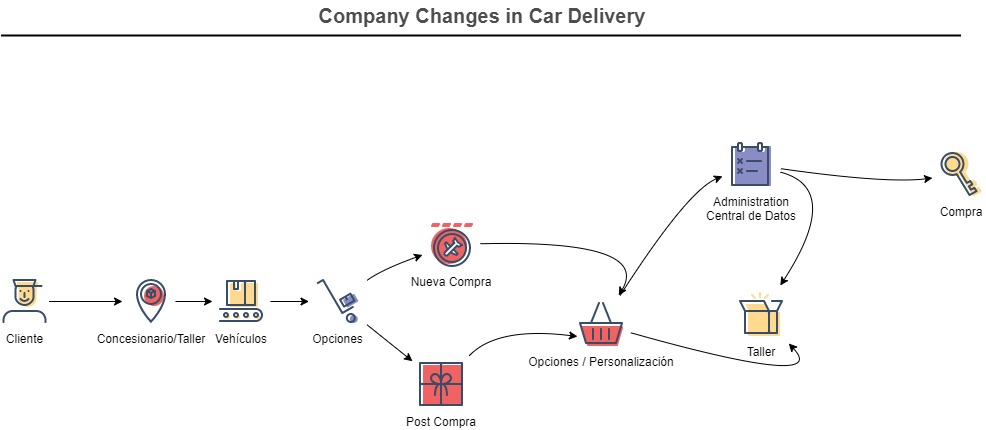 Company Changes in Car Delivery
Administration
Central de Datos
Compra
Nueva Compra
Cliente
Concesionario/Taller
Vehículos
Opciones
Opciones / Personalización
Taller
Post Compra